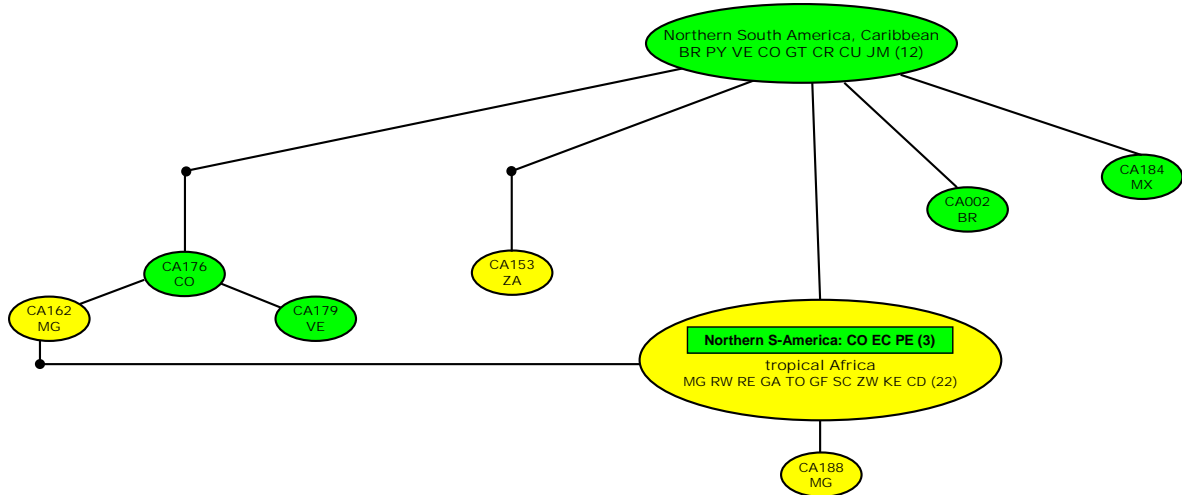 Northern South America, Caribbean
BR PY VE CO GT CR CU JM (12)
CA184
MX
CA002
BR
CA176
CO
CA153
ZA
CA162
MG
CA179
VE
Northern S-America: CO EC PE (3)
tropical Africa
MG RW RE GA TO GF SC ZW KE CD (22)
CA188
MG